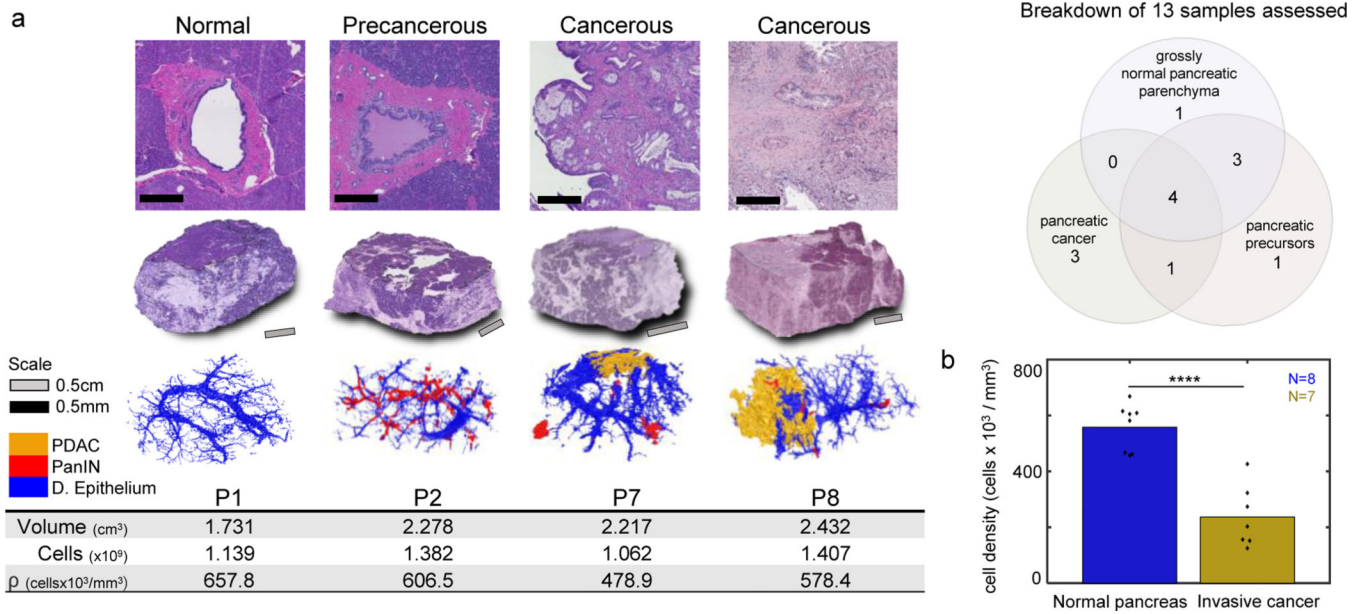 a
Normal Precancerous Cancerous Cancerous
Scale
0.5cm
0.5mm
PDAC
PanIN
D. Epithelium
P1 P2 P7 P8
Volume (cm³) 1.731 2.278 2.217 2.432
Cells (x10⁹) 1.139 1.382 1.062 1.407
ρ (cellsx10³/mm³) 657.8 606.5 478.9 578.4
Breakdown of 13 samples assessed
grossly
normal pancreatic
parenchyma
1
0 3
4
pancreatic
cancer
3
pancreatic
precursors
1
1
b
cell density (cells x 10³ / mm³)
800
400
0
****
N=8
N=7
Normal pancreas Invasive cancer